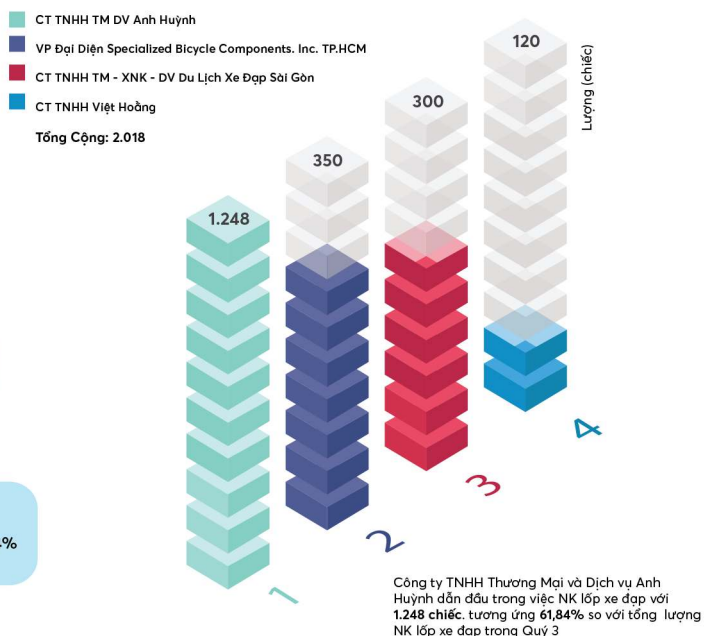 CT TNHH TM DV Anh Huỳnh
VP Đại Diện Specialized Bicycle Components. Inc. TP.HCM
CT TNHH TM - XNK - DV Du Lịch Xe Đạp Sài Gòn
CT TNHH Việt Hoằng
Tổng Cộng: 2.018
120
Lượng (chiếc)
300
350
1.248
4
3
2
1
%
Công ty TNHH Thương Mại và Dịch vụ Anh
Huỳnh dẫn đầu trong việc NK lốp xe đạp với
1.248 chiếc. tương ứng 61,84% so với tổng lượng
NK lốp xe đạp trong Quý 3